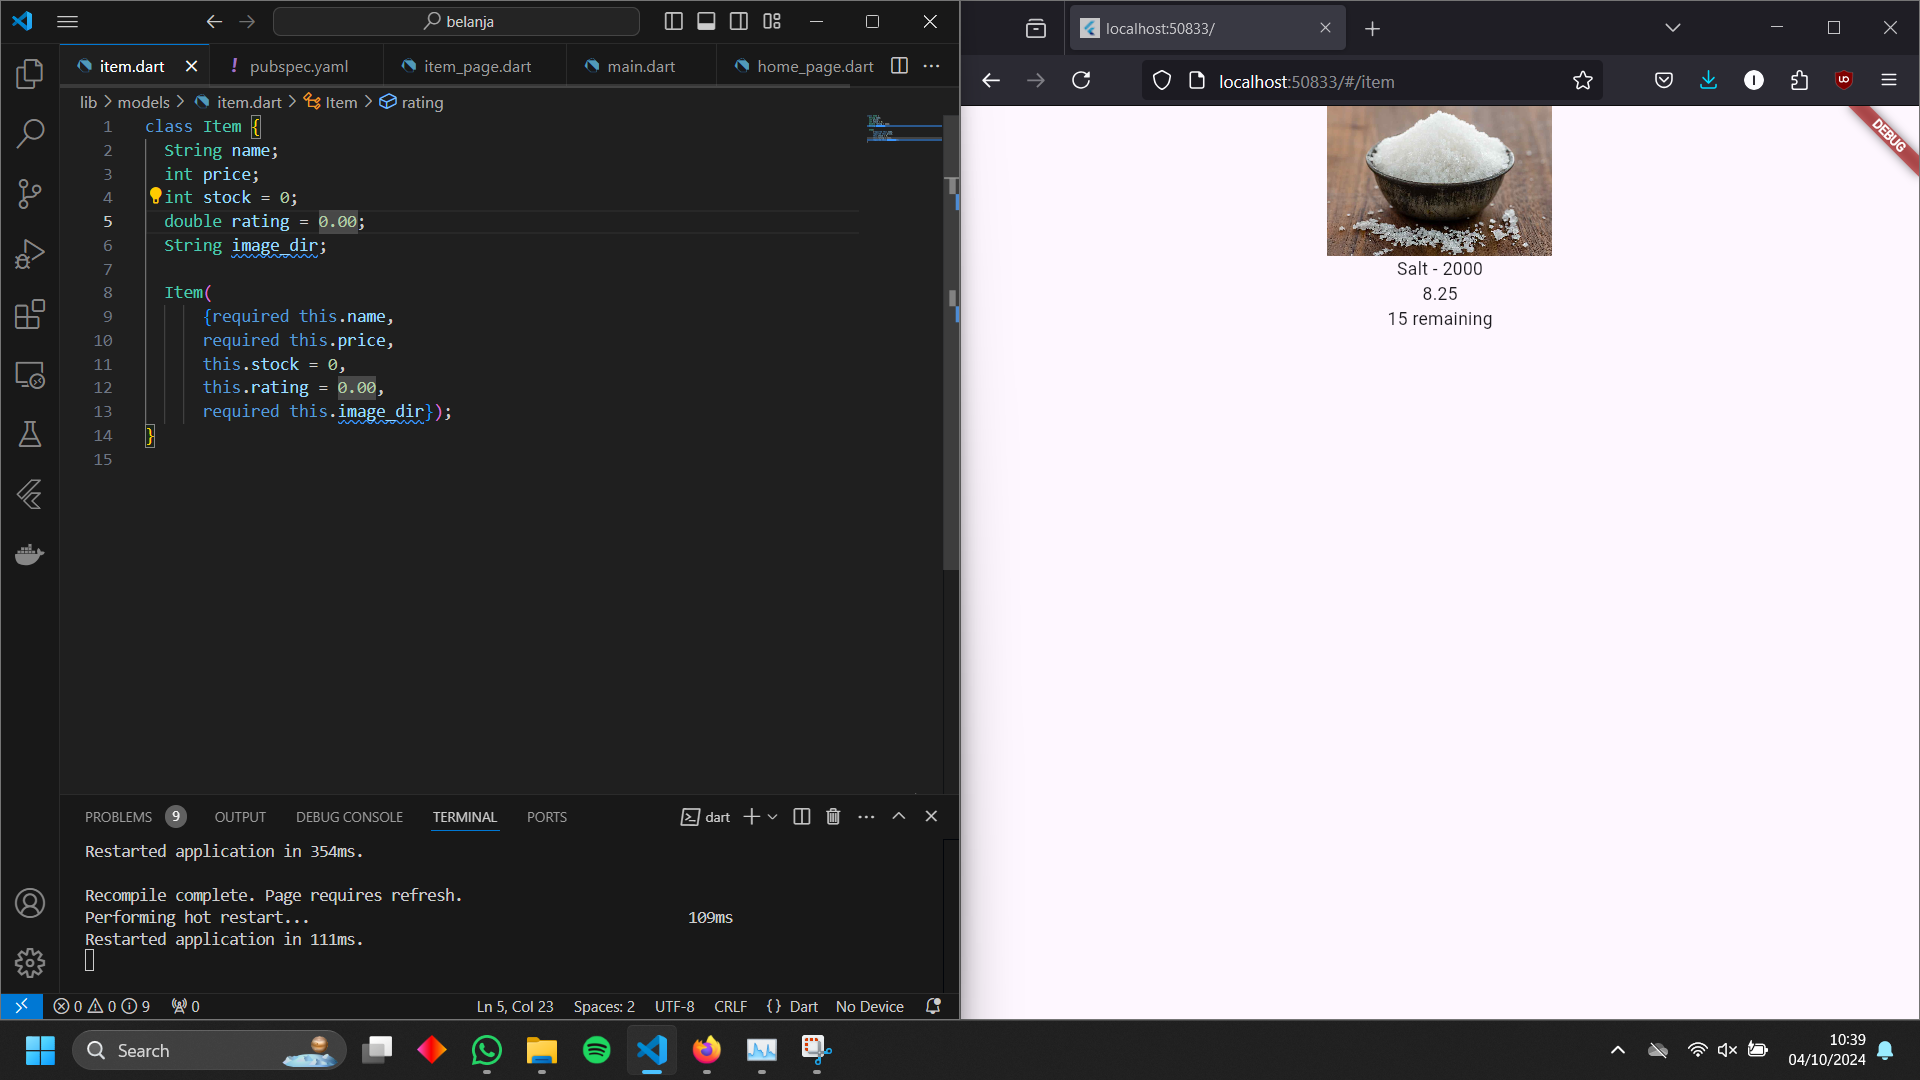 belanja
item.dart
! pubspec.yaml
item_page.dart
main.dart
home_page.dart
lib > models > item.dart > Item > rating
1 class Item {
2 String name;
3 int price;
4 int stock = 0;
5 double rating = 0.00;
6 String image_dir;
7
8 Item(
9 {required this.name,
10 required this.price,
11 this.stock = 0,
12 this.rating = 0.00,
13 required this.image_dir});
14 }
15
PROBLEMS 9 OUTPUT DEBUG CONSOLE TERMINAL PORTS dart
Restarted application in 354ms.
Recompile complete. Page requires refresh.
Performing hot restart... 109ms
Restarted application in 111ms.
0 0 9 0 Ln 5, Col 23 Spaces: 2 UTF-8 CRLF {} Dart No Device
localhost:50833/
localhost:50833/#/item
DEBUG
Salt - 2000
8.25
15 remaining
Search
10:39
04/10/2024